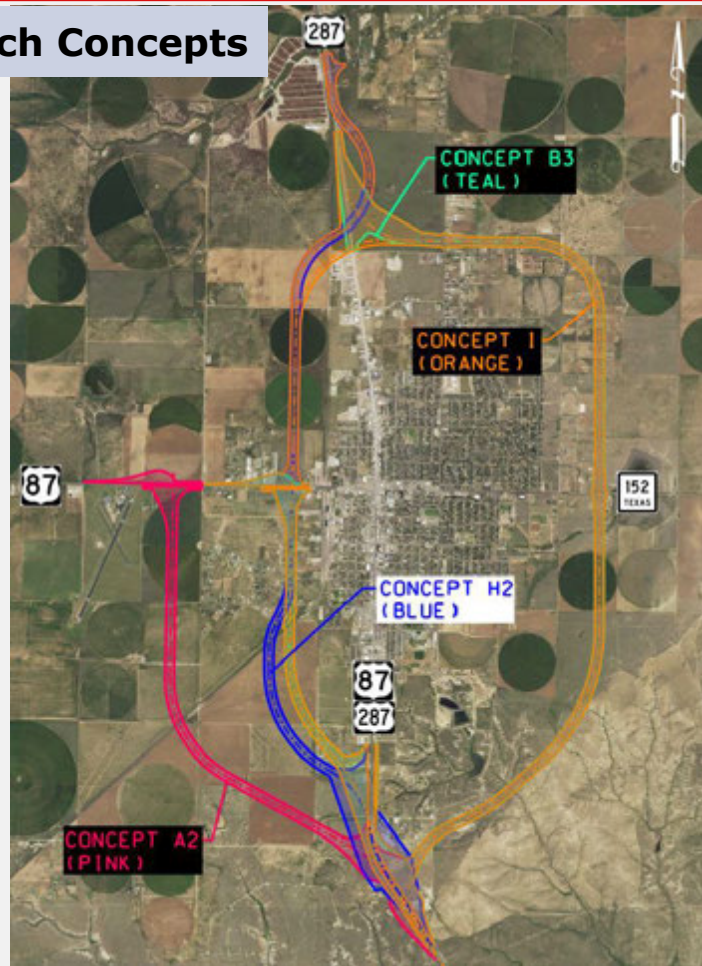 ch Concepts
287
N
CONCEPT B3
(TEAL)
CONCEPT I
(ORANGE)
87
152
TEXAS
CONCEPT H2
(BLUE)
87
287
CONCEPT A2
(PINK)